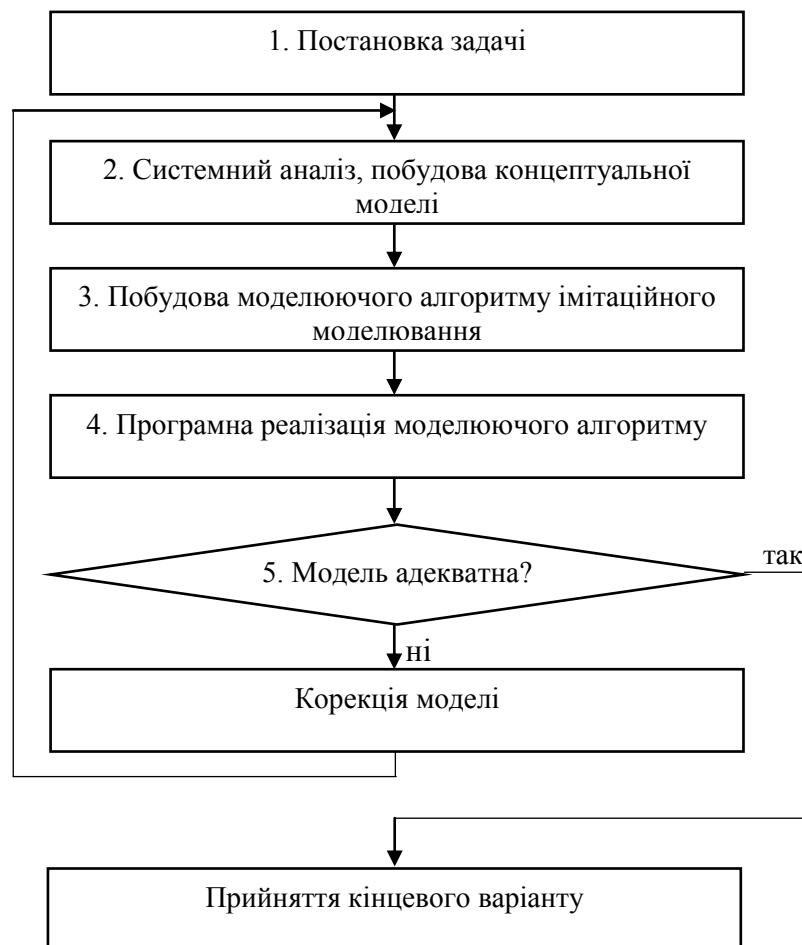 1. Постановка задачі
2. Системний аналіз, побудова концептуальної
моделі
3. Побудова моделюючого алгоритму імітаційного
моделювання
4. Програмна реалізація моделюючого алгоритму
5. Модель адекватна?
так
ні
Корекція моделі
Прийняття кінцевого варіанту